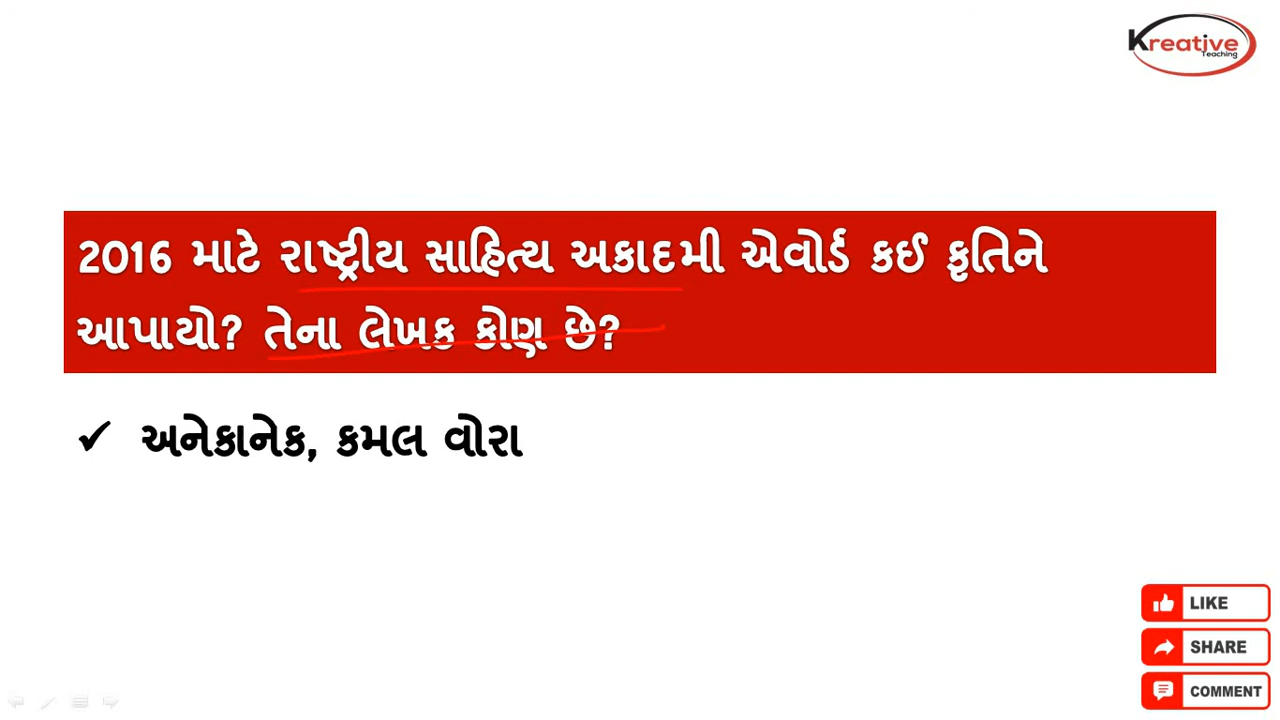 Kreative
Teaching
2016 માટે રાષ્ટ્રીય સાહિત્ય અકાદમી એવોર્ડ કઈ કૃતિને
આપાયો? તેના લેખક કોણ છે?
✓ અનેકાનેક, કમલ વોરા
LIKE
SHARE
COMMENT